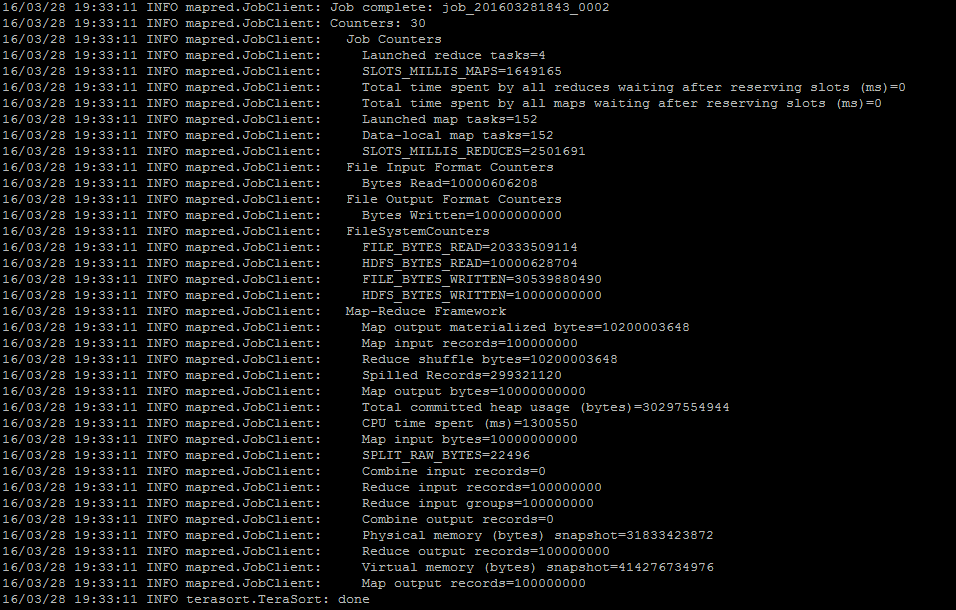 16/03/28 19:33:11 INFO mapred.JobClient: Job complete: job_201603281843_0002
16/03/28 19:33:11 INFO mapred.JobClient: Counters: 30
16/03/28 19:33:11 INFO mapred.JobClient:   Job Counters
16/03/28 19:33:11 INFO mapred.JobClient:     Launched reduce tasks=4
16/03/28 19:33:11 INFO mapred.JobClient:     SLOTS_MILLIS_MAPS=1649165
16/03/28 19:33:11 INFO mapred.JobClient:     Total time spent by all reduces waiting after reserving slots (ms)=0
16/03/28 19:33:11 INFO mapred.JobClient:     Total time spent by all maps waiting after reserving slots (ms)=0
16/03/28 19:33:11 INFO mapred.JobClient:     Launched map tasks=152
16/03/28 19:33:11 INFO mapred.JobClient:     Data-local map tasks=152
16/03/28 19:33:11 INFO mapred.JobClient:     SLOTS_MILLIS_REDUCES=2501691
16/03/28 19:33:11 INFO mapred.JobClient:   File Input Format Counters
16/03/28 19:33:11 INFO mapred.JobClient:     Bytes Read=10000606208
16/03/28 19:33:11 INFO mapred.JobClient:   File Output Format Counters
16/03/28 19:33:11 INFO mapred.JobClient:     Bytes Written=10000000000
16/03/28 19:33:11 INFO mapred.JobClient:   FileSystemCounters
16/03/28 19:33:11 INFO mapred.JobClient:     FILE_BYTES_READ=20333509114
16/03/28 19:33:11 INFO mapred.JobClient:     HDFS_BYTES_READ=10000628704
16/03/28 19:33:11 INFO mapred.JobClient:     FILE_BYTES_WRITTEN=30539880490
16/03/28 19:33:11 INFO mapred.JobClient:     HDFS_BYTES_WRITTEN=10000000000
16/03/28 19:33:11 INFO mapred.JobClient:   Map-Reduce Framework
16/03/28 19:33:11 INFO mapred.JobClient:     Map output materialized bytes=10200003648
16/03/28 19:33:11 INFO mapred.JobClient:     Map input records=100000000
16/03/28 19:33:11 INFO mapred.JobClient:     Reduce shuffle bytes=10200003648
16/03/28 19:33:11 INFO mapred.JobClient:     Spilled Records=299321120
16/03/28 19:33:11 INFO mapred.JobClient:     Map output bytes=10000000000
16/03/28 19:33:11 INFO mapred.JobClient:     Total committed heap usage (bytes)=30297554944
16/03/28 19:33:11 INFO mapred.JobClient:     CPU time spent (ms)=1300550
16/03/28 19:33:11 INFO mapred.JobClient:     Map input bytes=10000000000
16/03/28 19:33:11 INFO mapred.JobClient:     SPLIT_RAW_BYTES=22496
16/03/28 19:33:11 INFO mapred.JobClient:     Combine input records=0
16/03/28 19:33:11 INFO mapred.JobClient:     Reduce input records=100000000
16/03/28 19:33:11 INFO mapred.JobClient:     Reduce input groups=100000000
16/03/28 19:33:11 INFO mapred.JobClient:     Combine output records=0
16/03/28 19:33:11 INFO mapred.JobClient:     Physical memory (bytes) snapshot=31833423872
16/03/28 19:33:11 INFO mapred.JobClient:     Reduce output records=100000000
16/03/28 19:33:11 INFO mapred.JobClient:     Virtual memory (bytes) snapshot=414276734976
16/03/28 19:33:11 INFO mapred.JobClient:     Map output records=100000000
16/03/28 19:33:11 INFO terasort.TeraSort: done